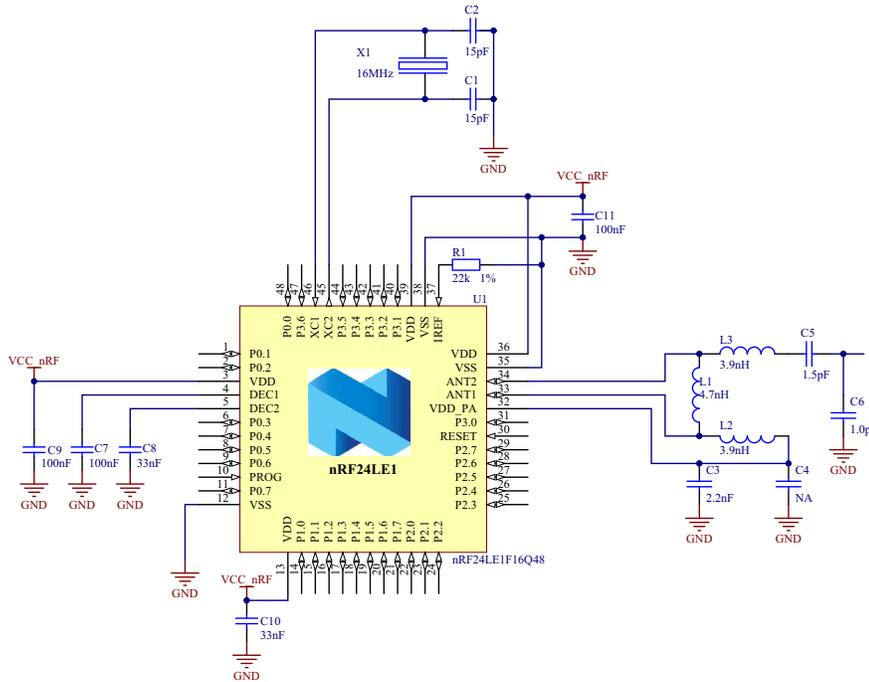 C2
15pF
X1
16MHz
C1
15pF
GND
VCC_nRF
C11
100nF
GND
R1
22k 1%
U1
48 47 46 45 44 43 42 41 40 39 38 37
P0.0 P3.6 XC1 XC2 P3.5 P3.4 P3.3 P3.2 P3.1 VDD VSS IREF
1 P0.1
2 P0.2
3 VDD
4 DEC1
5 DEC2
6 P0.3
7 P0.4
8 P0.5
9 P0.6
10 PROG
11 P0.7
12 VSS
VDD 36
VSS 35
ANT2 34
ANT1 33
VDD_PA 32
P3.0 31
RESET 30
P2.7 29
P2.6 28
P2.5 27
P2.4 26
P2.3 25
nRF24LE1
VDD P1.0 P1.1 P1.2 P1.3 P1.4 P1.5 P1.6 P1.7 P2.0 P2.1 P2.2
13 14 15 16 17 18 19 20 21 22 23 24
nRF24LE1F16Q48
VCC_nRF
C9
100nF
GND
C7
100nF
GND
C8
33nF
GND
GND
VCC_nRF
C10
33nF
GND
L3
3.9nH
C5
1.5pF
L1
4.7nH
C6
1.0p
GND
L2
3.9nH
C3
2.2nF
GND
C4
NA
GND